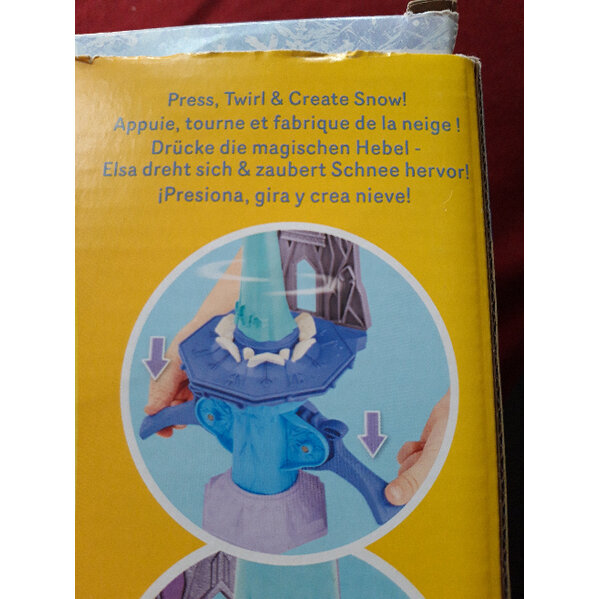 Press, Twirl & Create Snow!
Appuie, tourne et fabrique de la neige !
Drücke die magischen Hebel -
Elsa dreht sich & zaubert Schnee hervor!
¡Presiona, gira y crea nieve!